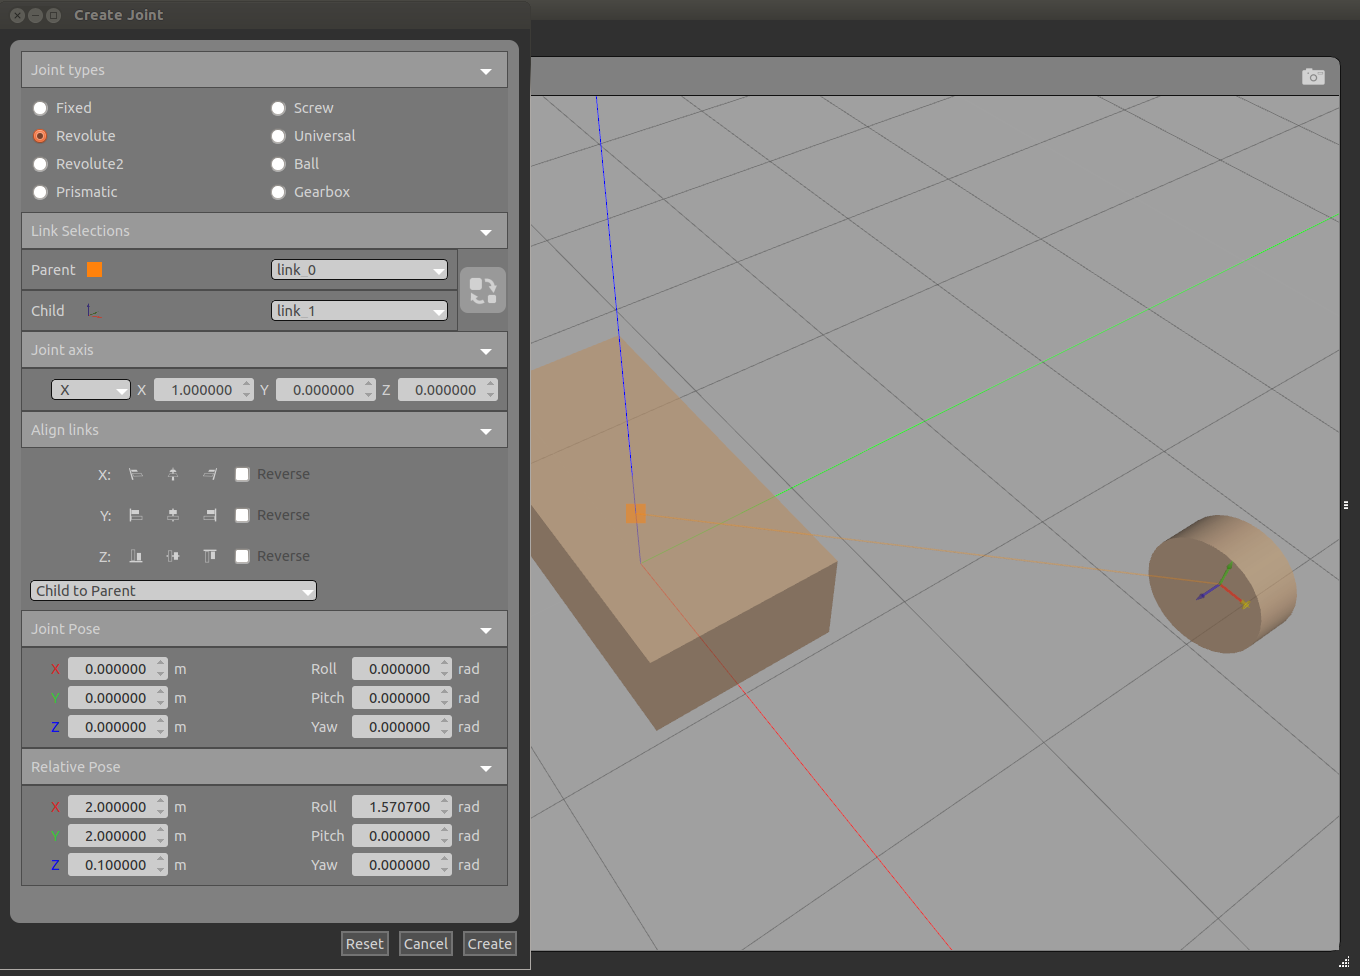 Create Joint
Joint types
Fixed Screw
Revolute Universal
Revolute2 Ball
Prismatic Gearbox
Link Selections
Parent link_0
Child link_1
Joint axis
X X 1.000000 Y 0.000000 Z 0.000000
Align links
X: Reverse
Y: Reverse
Z: Reverse
Child to Parent
Joint Pose
X 0.000000 m Roll 0.000000 rad
Y 0.000000 m Pitch 0.000000 rad
Z 0.000000 m Yaw 0.000000 rad
Relative Pose
X 2.000000 m Roll 1.570700 rad
Y 2.000000 m Pitch 0.000000 rad
Z 0.100000 m Yaw 0.000000 rad
Reset Cancel Create